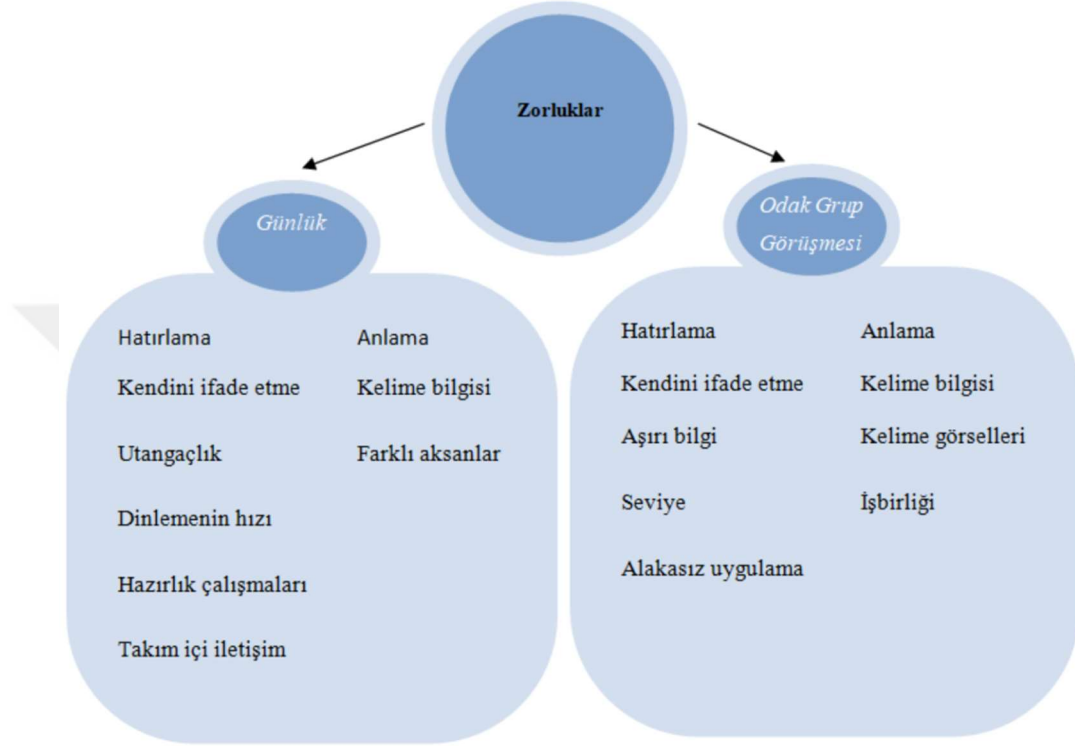 Zorluklar
Günlük
Hatırlama Anlama
Kendini ifade etme Kelime bilgisi
Utangaçlık Farklı aksanlar
Dinlemenin hızı
Hazırlık çalışmaları
Takım içi iletişim
Odak Grup
Görüşmesi
Hatırlama Anlama
Kendini ifade etme Kelime bilgisi
Aşırı bilgi Kelime görselleri
Seviye İşbirliği
Alakasız uygulama